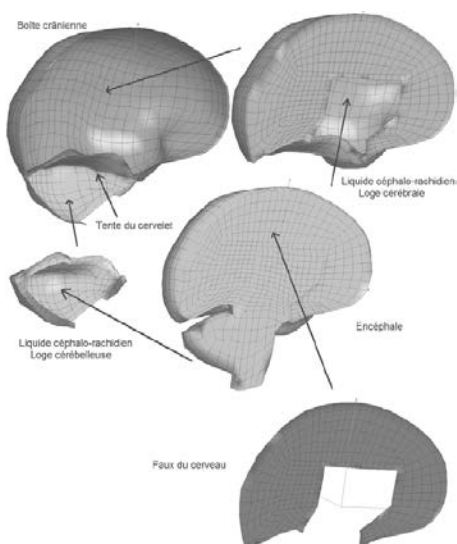 Boîte crânienne
Liquide céphalo-rachidien
Loge cérébrale
Tente du cervelet
Liquide céphalo-rachidien
Loge cérébelleuse
Encéphale
Faux du cerveau